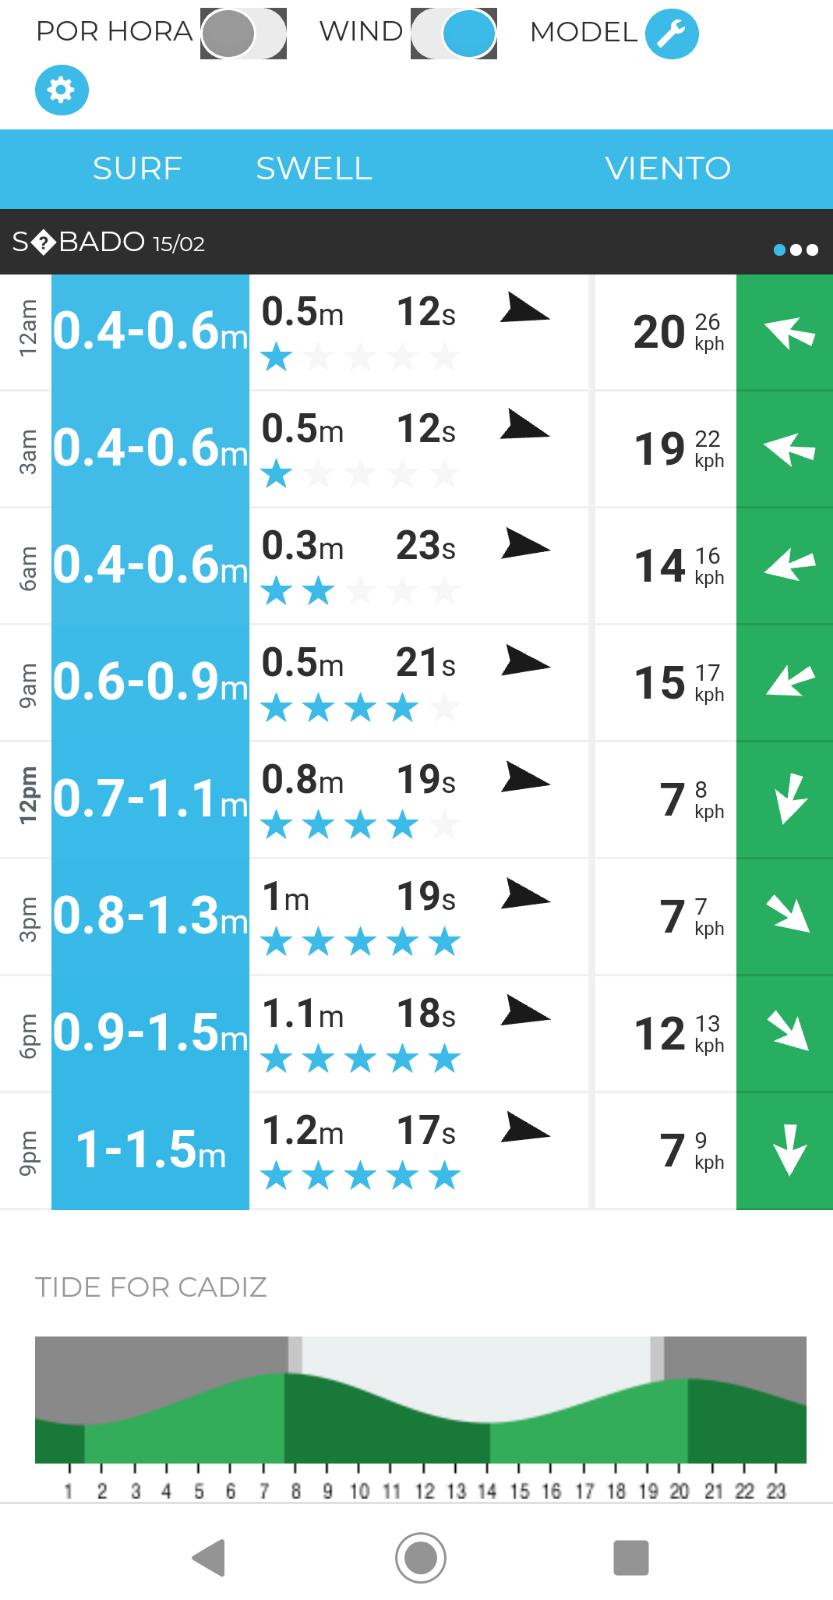 POR HORA WIND MODEL
SURF SWELL VIENTO
S�BADO 15/02
12am 0.4-0.6m 0.5m 12s 20 26 kph
3am 0.4-0.6m 0.5m 12s 19 22 kph
6am 0.4-0.6m 0.3m 23s 14 16 kph
9am 0.6-0.9m 0.5m 21s 15 17 kph
12pm 0.7-1.1m 0.8m 19s 7 8 kph
3pm 0.8-1.3m 1m 19s 7 7 kph
6pm 0.9-1.5m 1.1m 18s 12 13 kph
9pm 1-1.5m 1.2m 17s 7 9 kph
TIDE FOR CADIZ
1 2 3 4 5 6 7 8 9 10 11 12 13 14 15 16 17 18 19 20 21 22 23